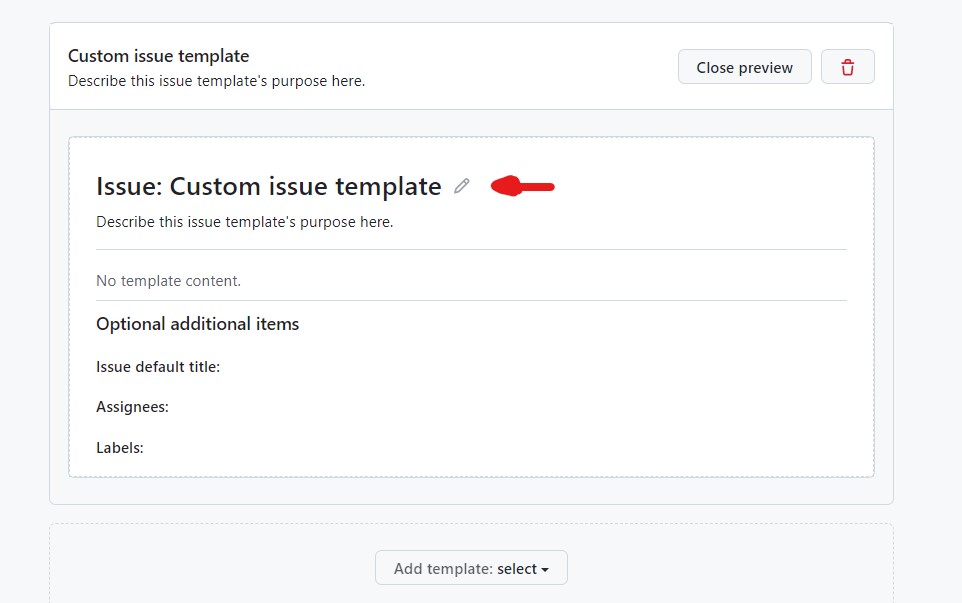 Custom issue template
Describe this issue template's purpose here.
Close preview
Issue: Custom issue template
Describe this issue template's purpose here.
No template content.
Optional additional items
Issue default title:
Assignees:
Labels:
Add template: select